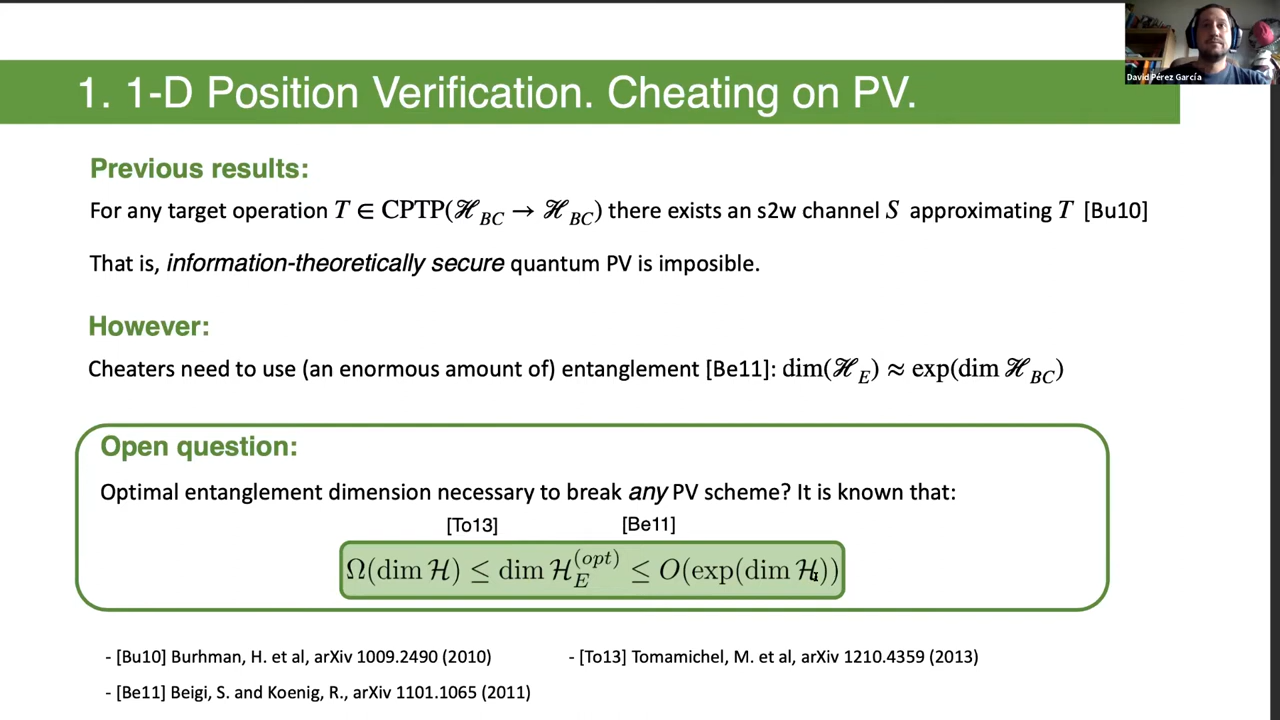 David Pérez García
1. 1-D Position Verification. Cheating on PV.
Previous results:
For any target operation T ∈ CPTP(ℋ_BC → ℋ_BC) there exists an s2w channel S approximating T [Bu10]
That is, information-theoretically secure quantum PV is imposible.
However:
Cheaters need to use (an enormous amount of) entanglement [Be11]: dim(ℋ_E) ≈ exp(dim ℋ_BC)
Open question:
Optimal entanglement dimension necessary to break any PV scheme? It is known that:
[To13] [Be11]
Ω(dim ℋ) ≤ dim ℋ_E^(opt) ≤ O(exp(dim ℋ))
- [Bu10] Burhman, H. et al, arXiv 1009.2490 (2010)
- [To13] Tomamichel, M. et al, arXiv 1210.4359 (2013)
- [Be11] Beigi, S. and Koenig, R., arXiv 1101.1065 (2011)